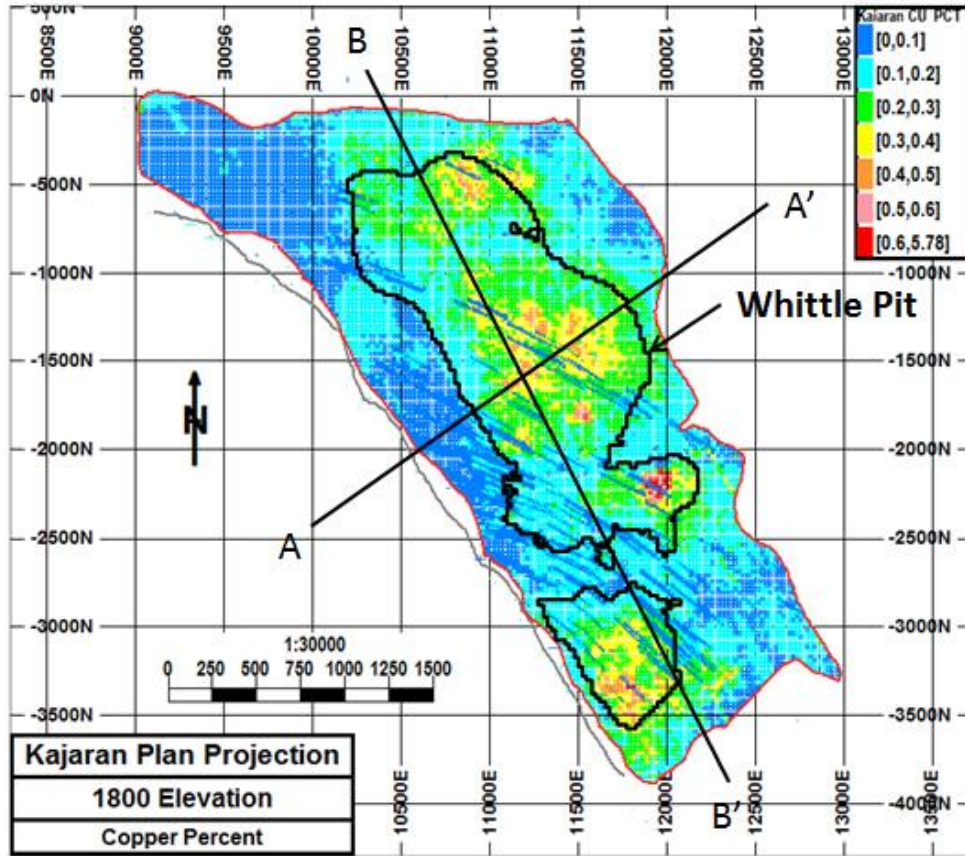 500N
8500E
9000E
9500E
10000E
10500E
11000E
11500E
12000E
12500E
13000E
Kajaran CU PCT
[0,0.1]
[0.1,0.2]
[0.2,0.3]
[0.3,0.4]
[0.4,0.5]
[0.5,0.6]
[0.6,5.78]
B
0N
-500N
-500N
A'
-1000N
-1000N
Whittle Pit
-1500N
-1500N
N
-2000N
-2000N
A
-2500N
-2500N
-3000N
-3000N
1:30000
0 250 500 750 1000 1250 1500
-3500N
-3500N
Kajaran Plan Projection
1800 Elevation
Copper Percent
10500E
11000E
11500E
12000E
12500E
13000E
B'
-4000N